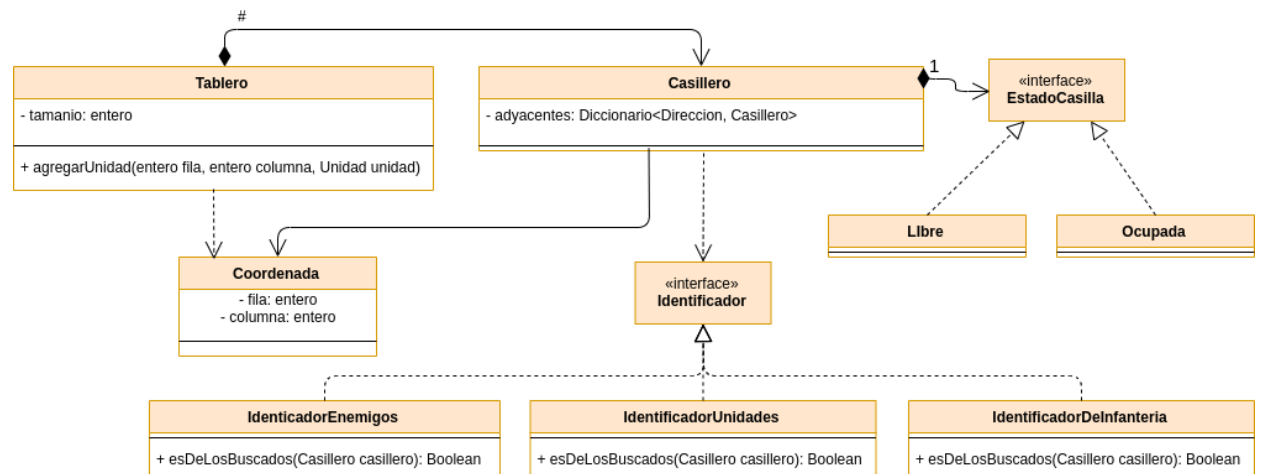 #
Tablero
- tamanio: entero
+ agregarUnidad(entero fila, entero columna, Unidad unidad)
Casillero
- adyacentes: Diccionario<Direccion, Casillero>
1
«interface»
EstadoCasilla
LIbre
Ocupada
Coordenada
- fila: entero
- columna: entero
«interface»
Identificador
IdenticadorEnemigos
+ esDeLosBuscados(Casillero casillero): Boolean
IdentificadorUnidades
+ esDeLosBuscados(Casillero casillero): Boolean
IdentificadorDeInfanteria
+ esDeLosBuscados(Casillero casillero): Boolean